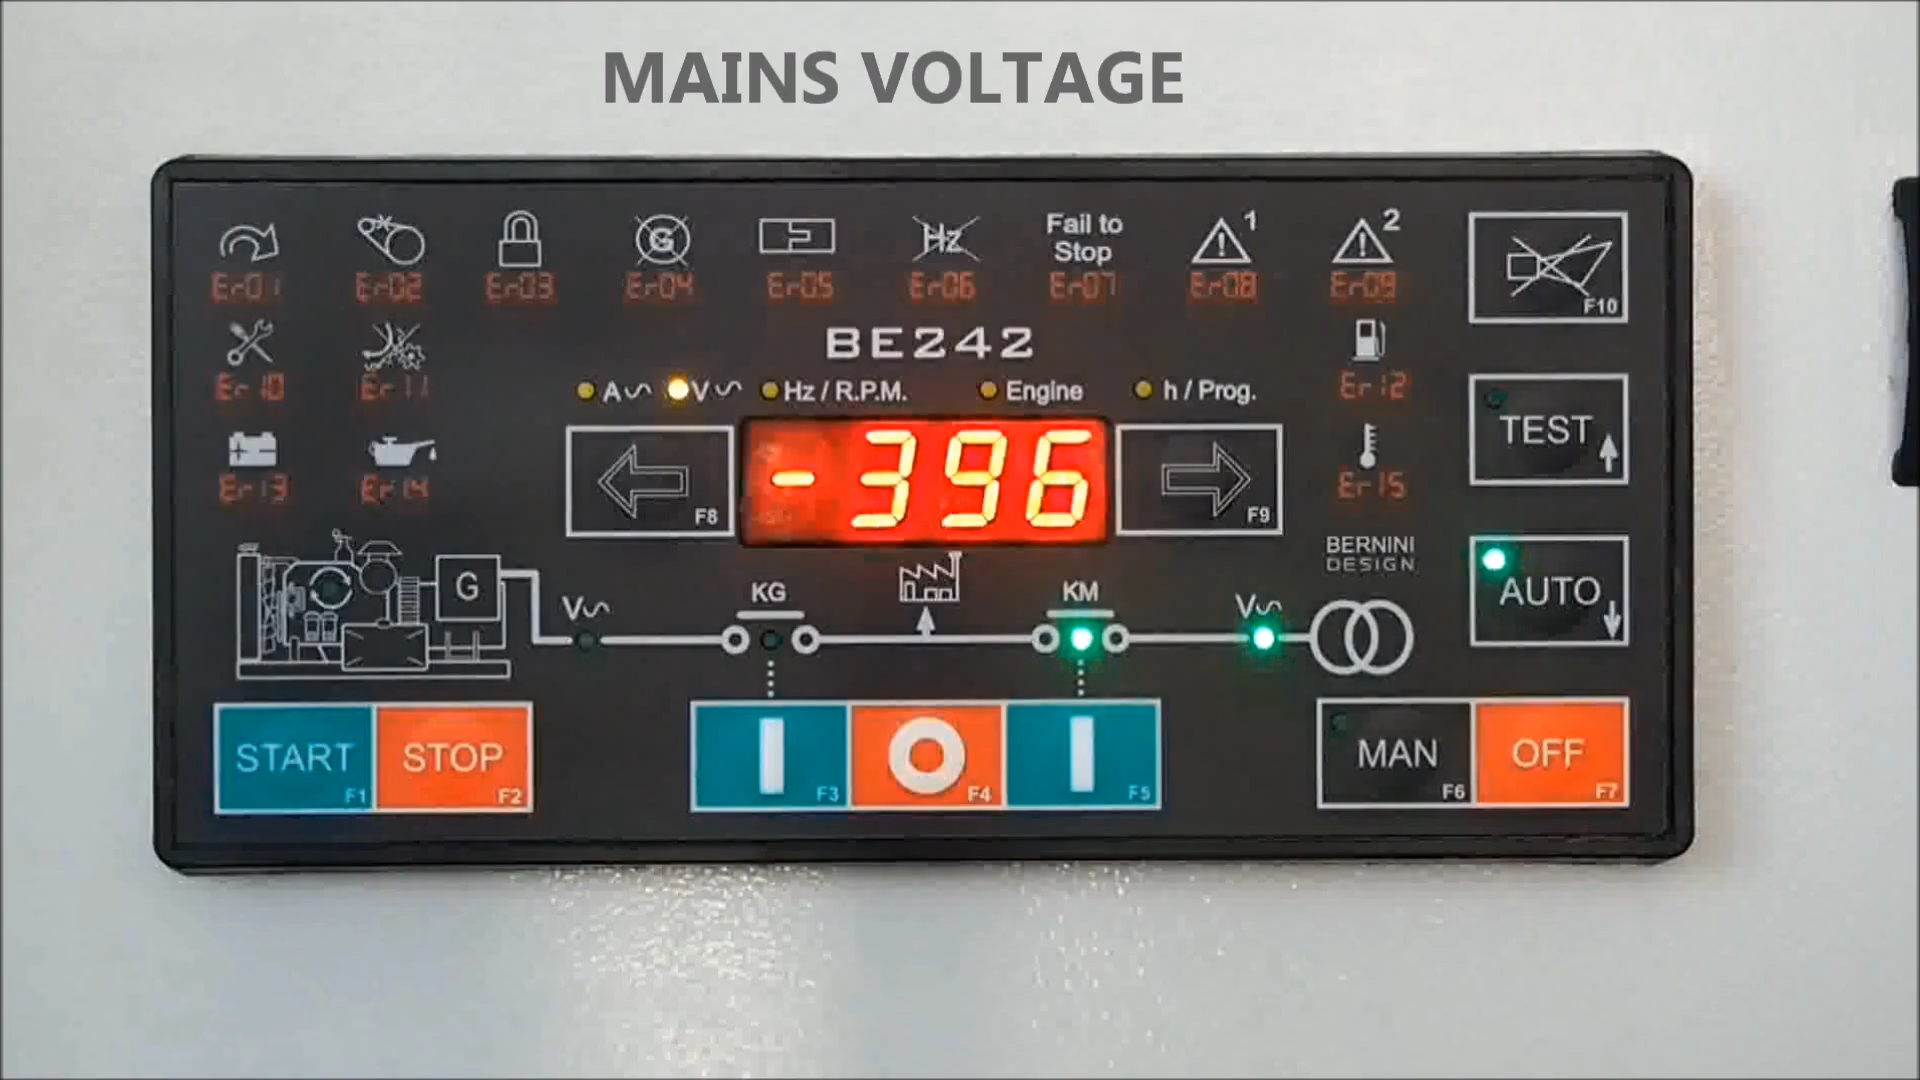 MAINS VOLTAGE
Fail to
Stop
1
2
Er01 Er02 Er03 Er04 Er05 Er06 Er07 Er08 Er09
G
Hz
F10
BE242
Er10 Er11
Er12
A V Hz / R.P.M. Engine h / Prog.
TEST
F8
-396
F9
Er13 Er14
Er15
BERNINI
DESIGN
G
V
KG
KM
V
AUTO
START F1
STOP F2
F3
F4
F5
MAN F6
OFF F7